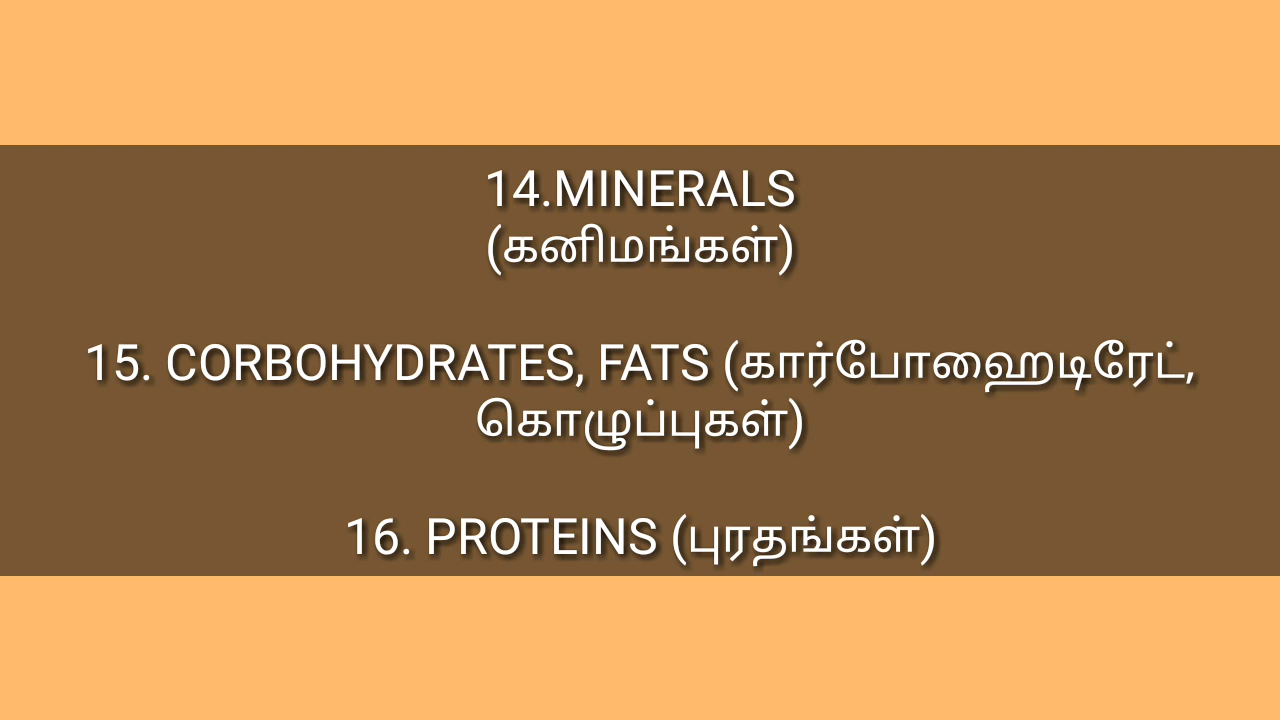 14.MINERALS
(கனிமங்கள்)
15. CORBOHYDRATES, FATS (கார்போஹைடிரேட்,
கொழுப்புகள்)
16. PROTEINS (புரதங்கள்)